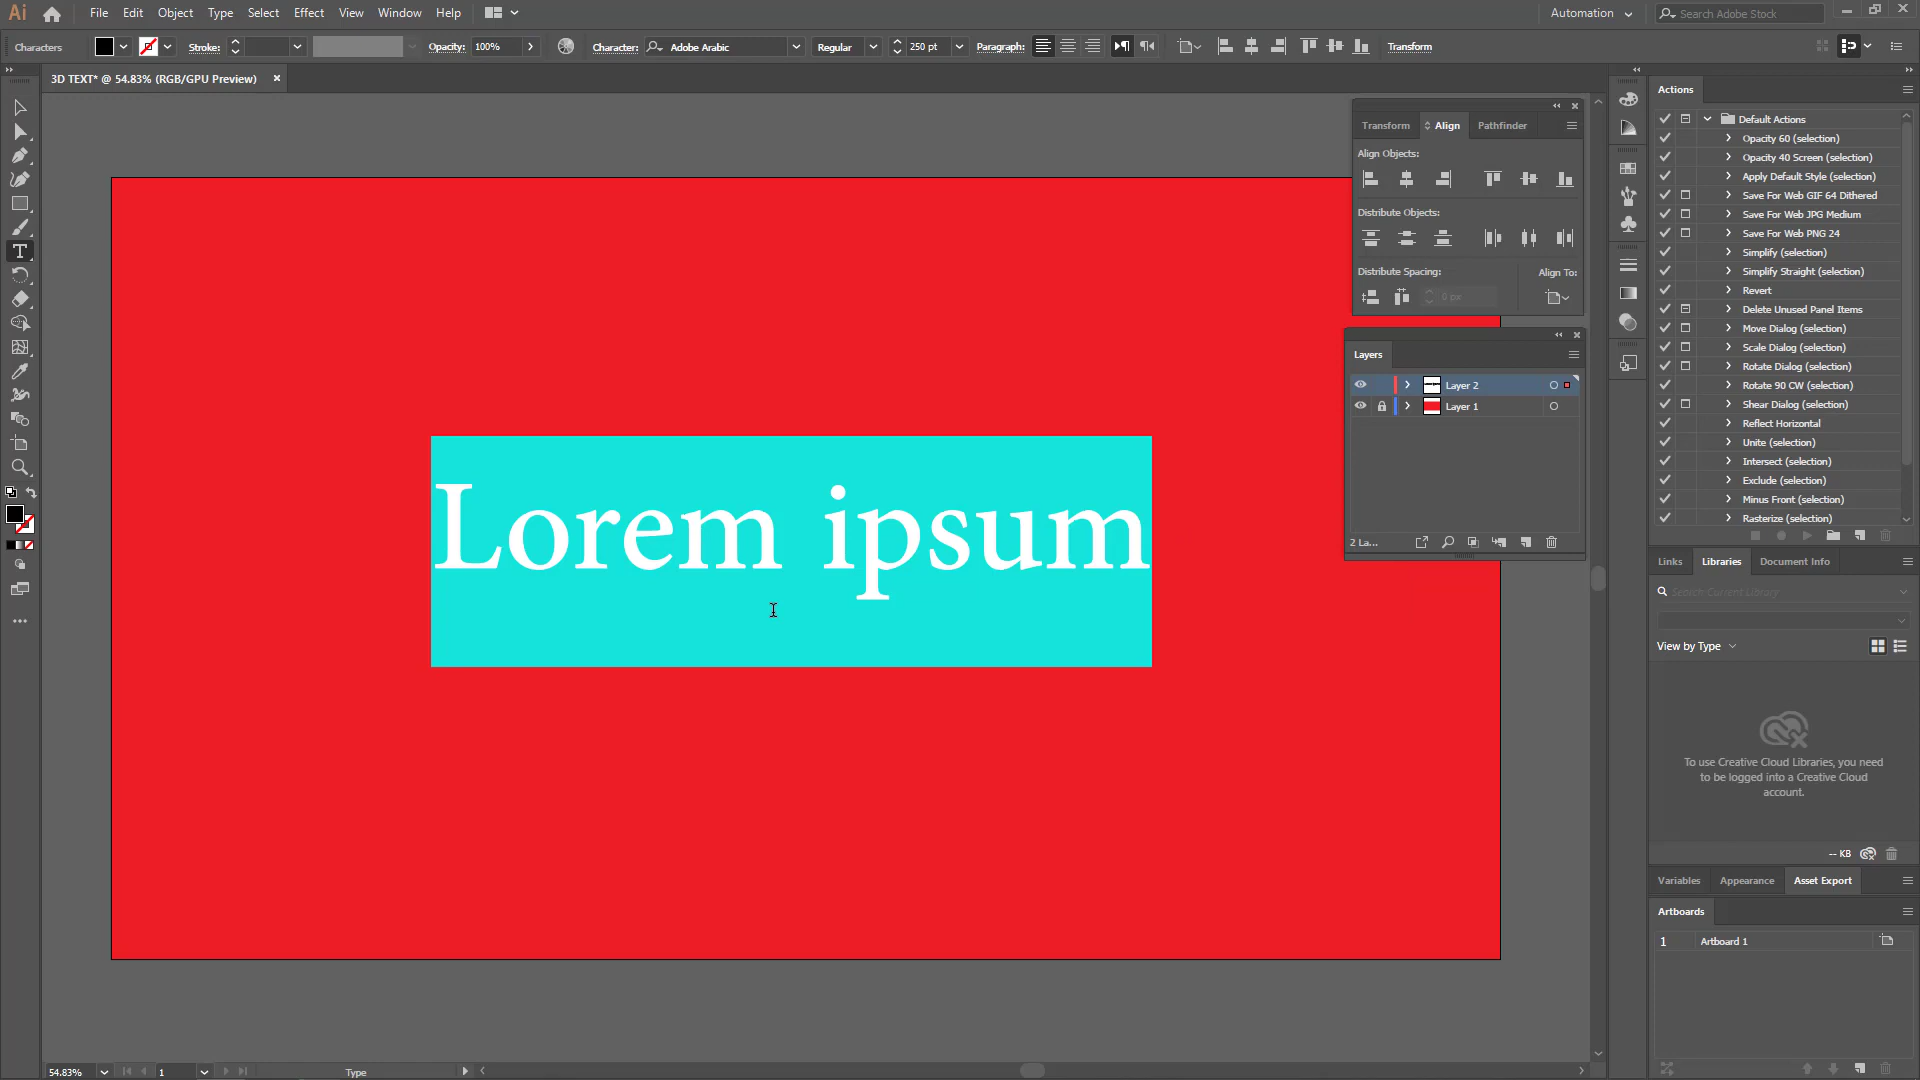 Ai File Edit Object Type Select Effect View Window Help Automation Search Adobe Stock
Characters Stroke: Opacity: 100% Character: Adobe Arabic Regular 250 pt Paragraph: Transform
3D TEXT* @ 54.83% (RGB/GPU Preview)
Lorem ipsum
Transform Align Pathfinder
Align Objects:
Distribute Objects:
Distribute Spacing: Align To:
0 px
Layers
Layer 2
Layer 1
2 La...
Actions
Default Actions
Opacity 60 (selection)
Opacity 40 Screen (selection)
Apply Default Style (selection)
Save For Web GIF 64 Dithered
Save For Web JPG Medium
Save For Web PNG 24
Simplify (selection)
Simplify Straight (selection)
Revert
Delete Unused Panel Items
Move Dialog (selection)
Scale Dialog (selection)
Rotate Dialog (selection)
Rotate 90 CW (selection)
Shear Dialog (selection)
Reflect Horizontal
Unite (selection)
Intersect (selection)
Exclude (selection)
Minus Front (selection)
Rasterize (selection)
Links Libraries Document Info
Search Current Library
View by Type
To use Creative Cloud Libraries, you need
to be logged into a Creative Cloud
account.
-- KB
Variables Appearance Asset Export
Artboards
1 Artboard 1
54.83% 1 Type